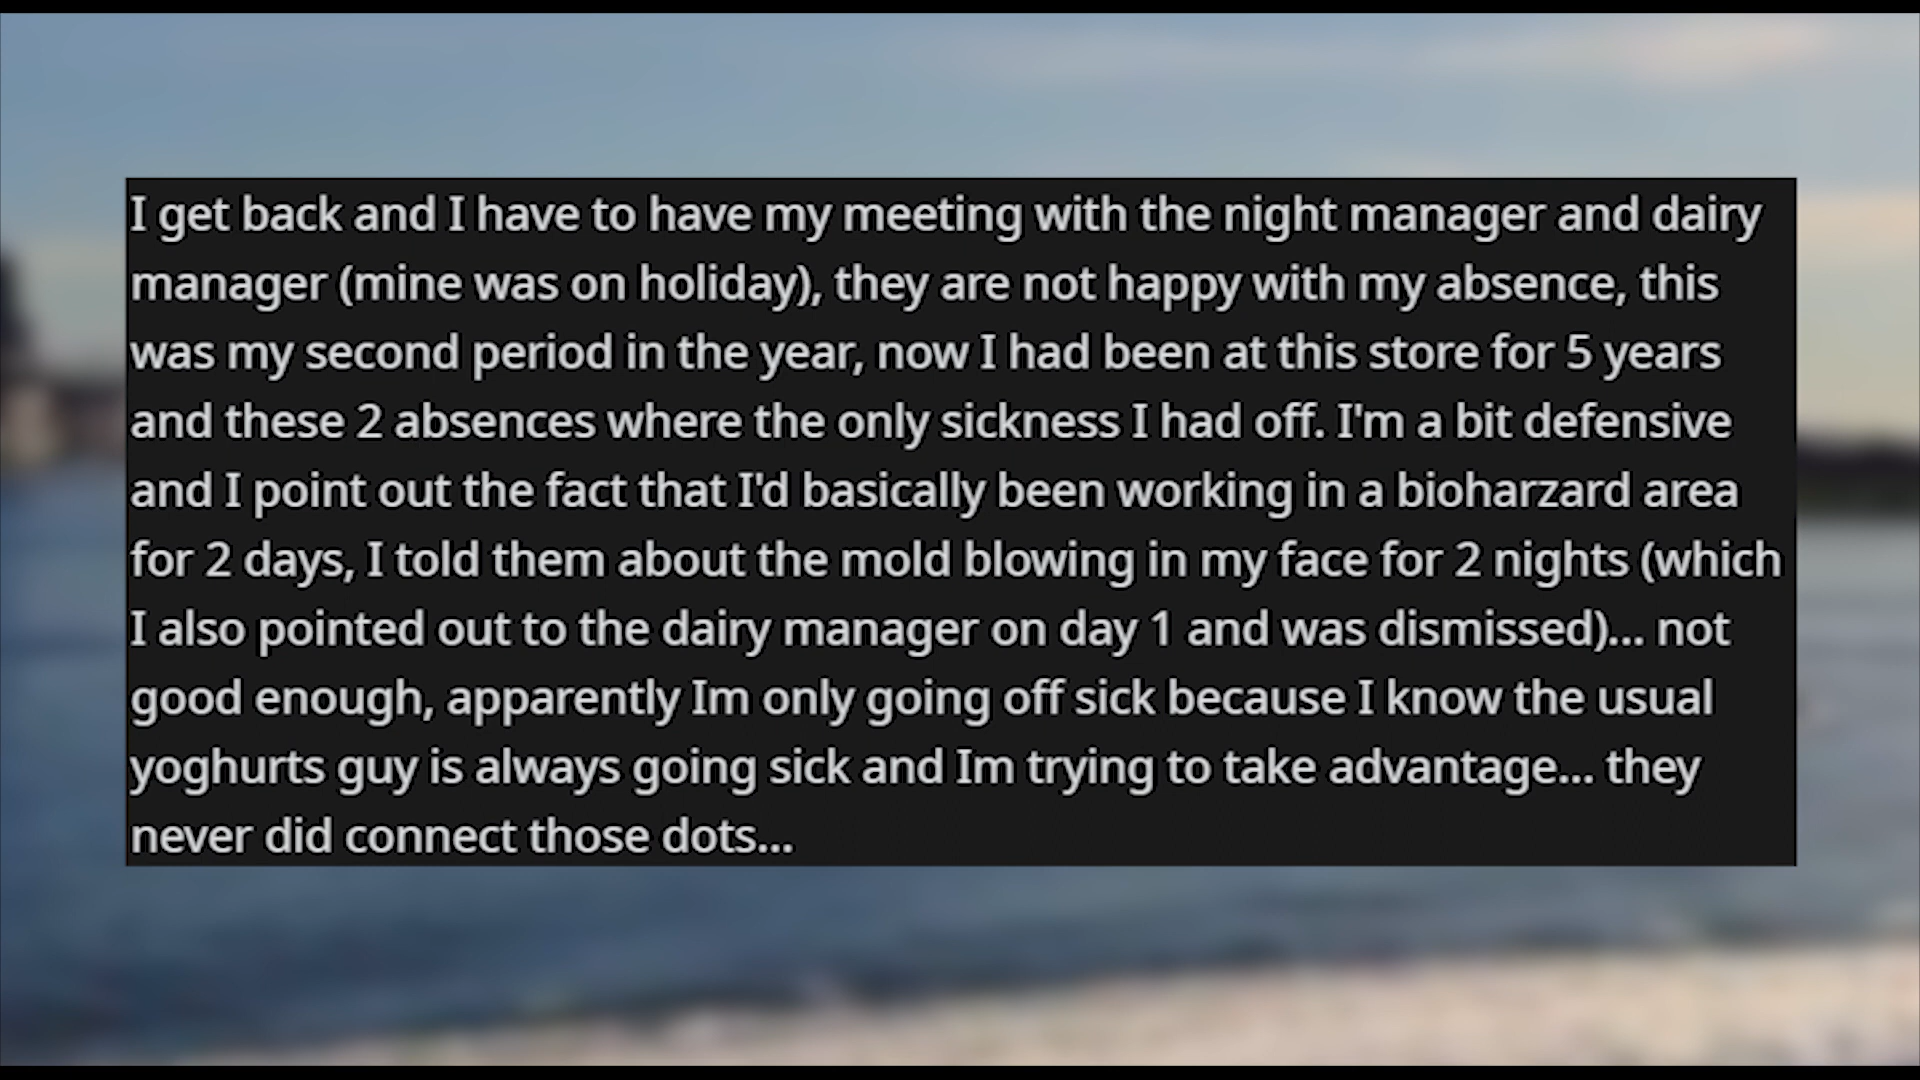 I get back and I have to have my meeting with the night manager and dairy
manager (mine was on holiday), they are not happy with my absence, this
was my second period in the year, now I had been at this store for 5 years
and these 2 absences where the only sickness I had off. I'm a bit defensive
and I point out the fact that I'd basically been working in a bioharzard area
for 2 days, I told them about the mold blowing in my face for 2 nights (which
I also pointed out to the dairy manager on day 1 and was dismissed)... not
good enough, apparently Im only going off sick because I know the usual
yoghurts guy is always going sick and Im trying to take advantage... they
never did connect those dots...